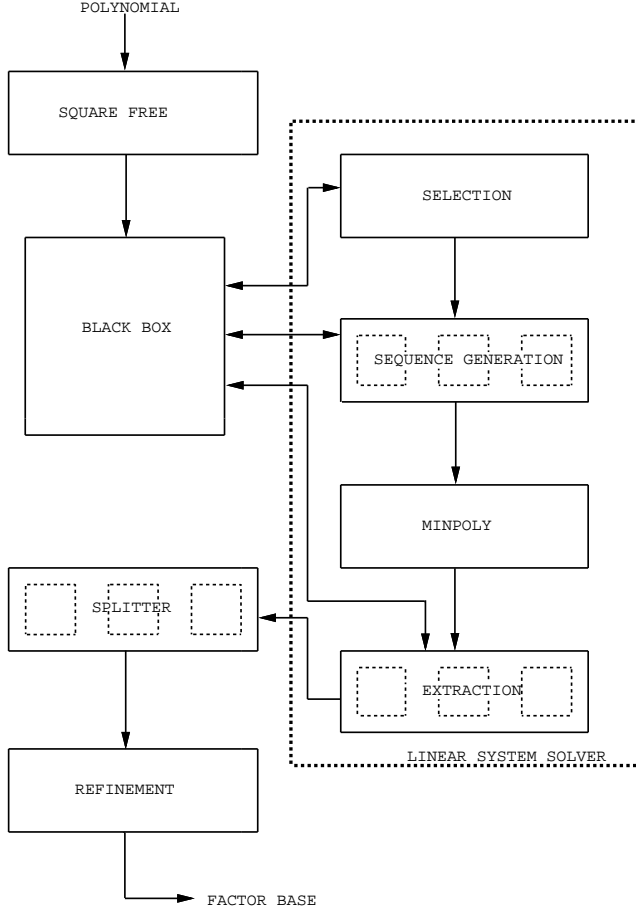 POLYNOMIAL
SQUARE FREE
SELECTION
BLACK BOX
SEQUENCE GENERATION
MINPOLY
SPLITTER
EXTRACTION
LINEAR SYSTEM SOLVER
REFINEMENT
FACTOR BASE